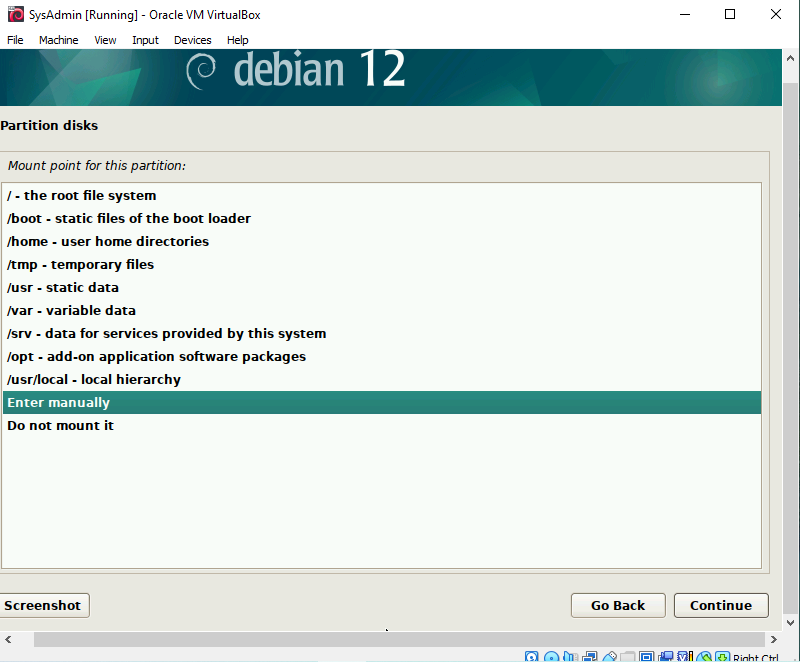 SysAdmin [Running] - Oracle VM VirtualBox
File Machine View Input Devices Help
debian 12
Partition disks
Mount point for this partition:
/ - the root file system
/boot - static files of the boot loader
/home - user home directories
/tmp - temporary files
/usr - static data
/var - variable data
/srv - data for services provided by this system
/opt - add-on application software packages
/usr/local - local hierarchy
Enter manually
Do not mount it
Screenshot Go Back Continue
Right Ctrl